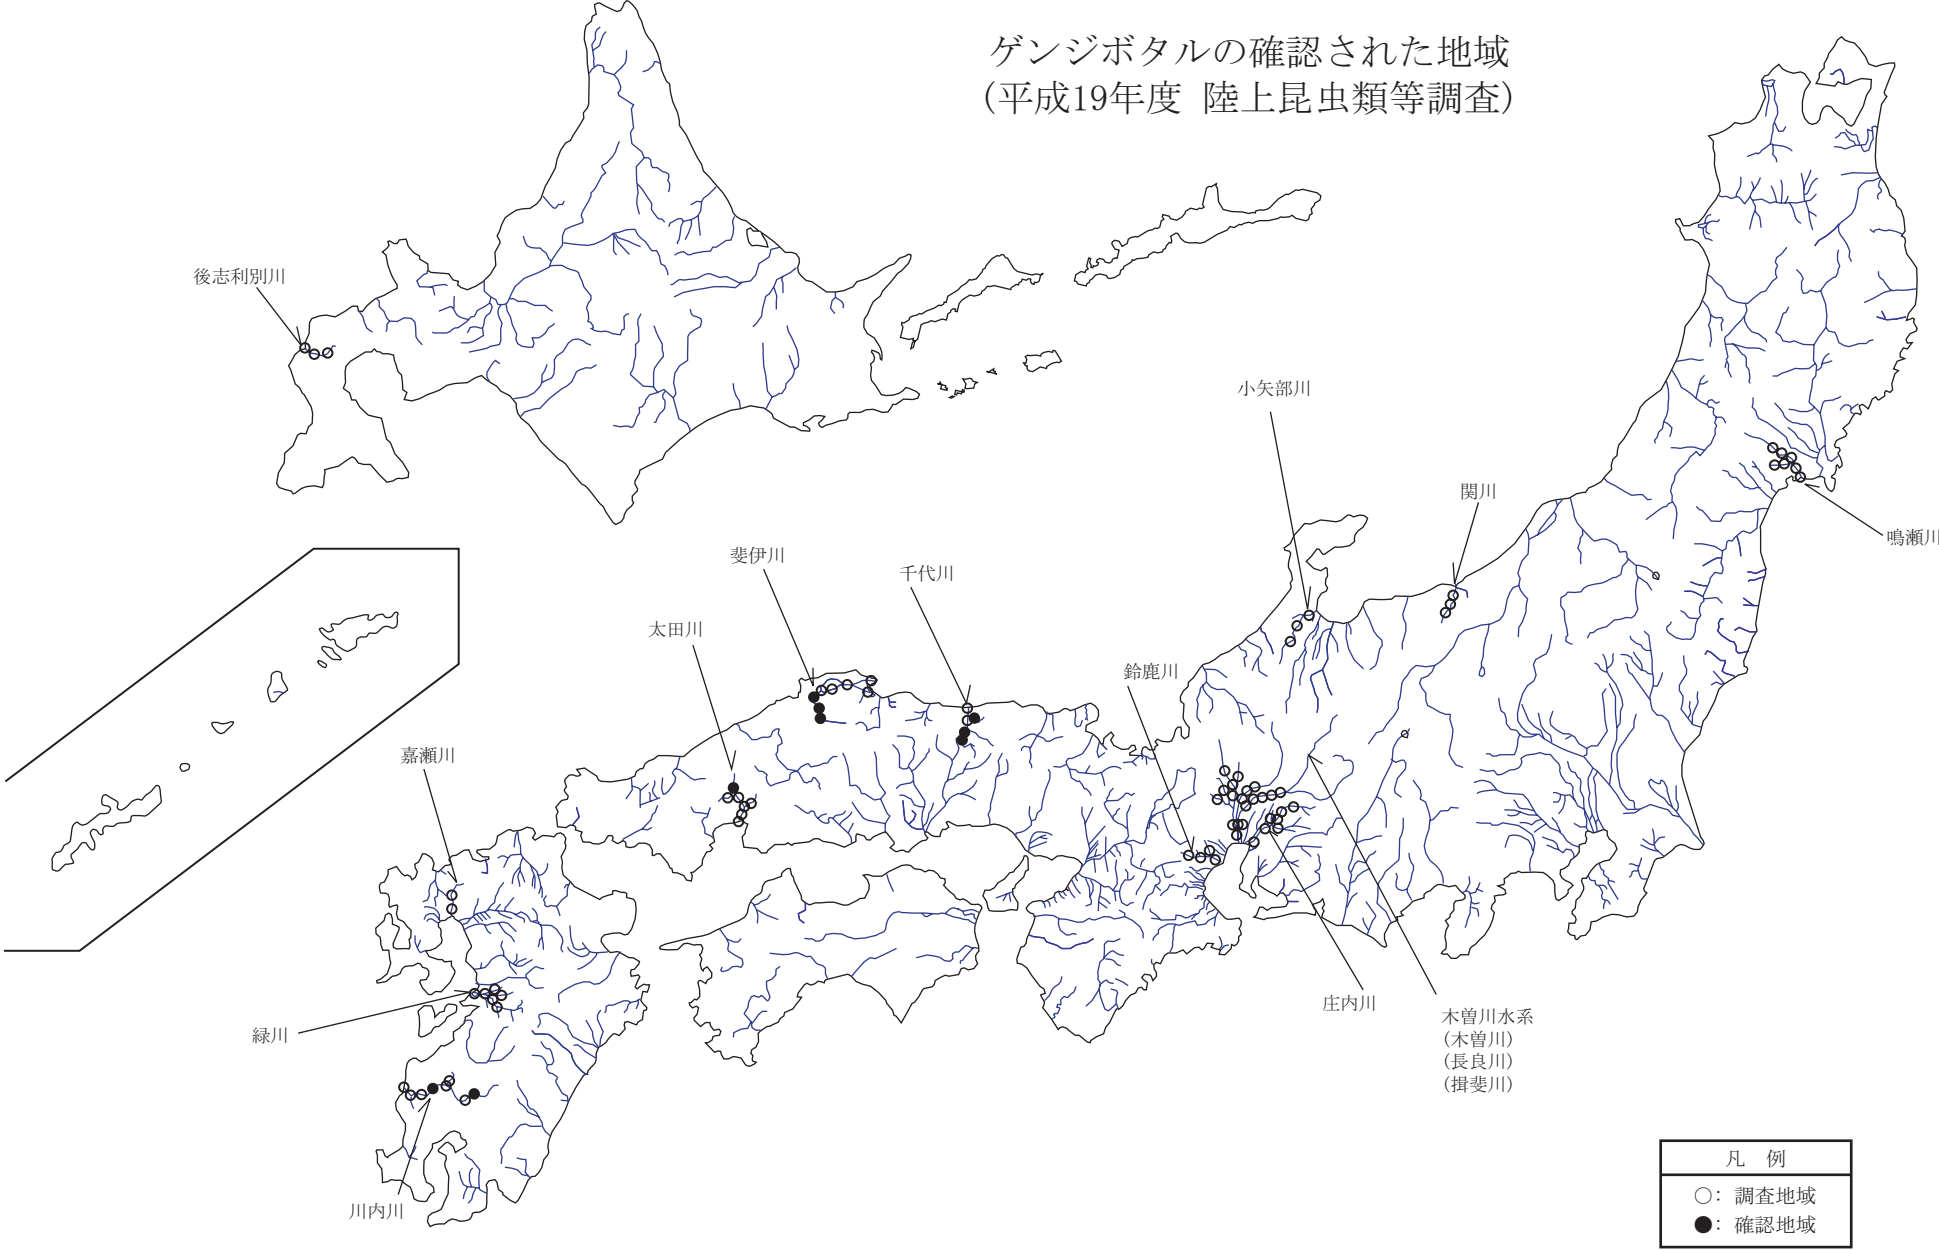 ゲンジボタルの確認された地域
(平成19年度 陸上昆虫類等調査)
後志利別川
小矢部川
関川
鳴瀬川
斐伊川
千代川
太田川
鈴鹿川
嘉瀬川
緑川
庄内川
木曽川水系
(木曽川)
(長良川)
(揖斐川)
川内川
凡 例
○：調査地域
●：確認地域